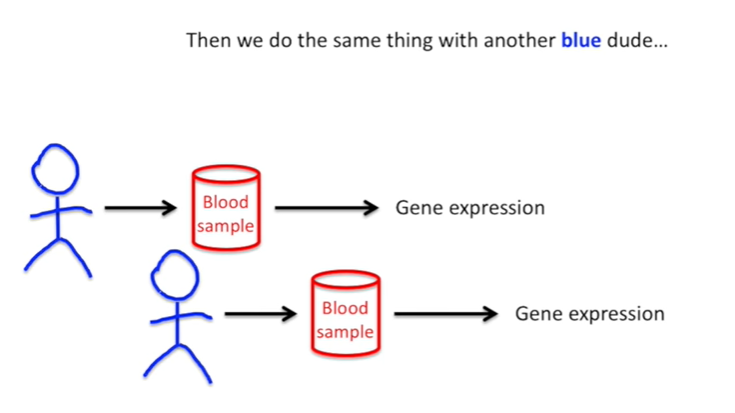 Then we do the same thing with another blue dude…
Blood
sample
Gene expression
Blood
sample
Gene expression